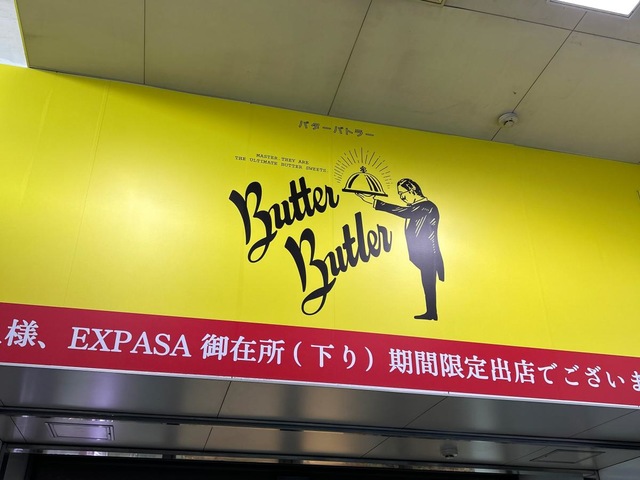 バターバトラー
MASTER.THEY ARE
THE ULTIMATE BUTTER SWEETS.
Butter
Butler
様、EXPASA 御在所(下り) 期間限定出店でござい